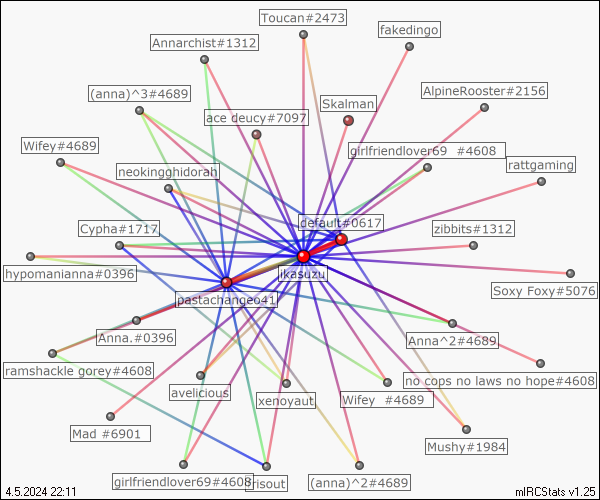 Toucan#2473
fakedingo
Annarchist#1312
(anna)^3#4689
AlpineRooster#2156
Skalman
ace deucy#7097
Wifey#4689
girlfriendlover69 #4608
neokingghidorah
rattgaming
default#0617
Cypha#1717
zibbits#1312
hypomanianna#0396
ikasuzu
Soxy Foxy#5076
pastachangeo41
Anna.#0396
Anna^2#4689
ramshackle gorey#4608
no cops no laws no hope#4608
avelicious
xenoyaut
Wifey #4689
Mad #6901
Mushy#1984
girlfriendlover69#4608
risout
(anna)^2#4689
4.5.2024 22:11
mIRCStats v1.25